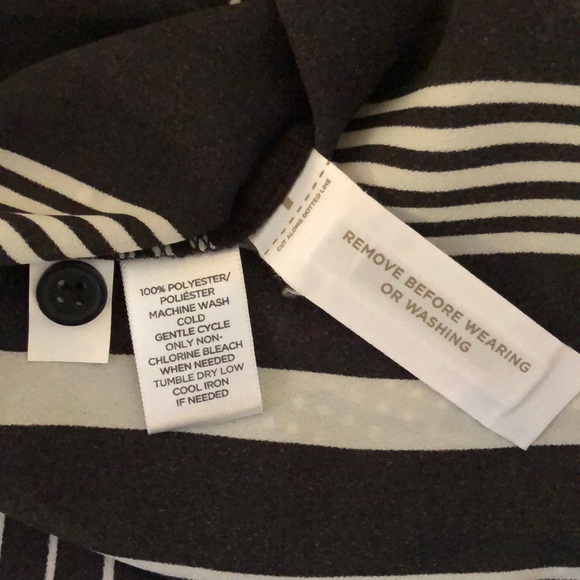 100% POLYESTER/
POLIÉSTER
MACHINE WASH
COLD
GENTLE CYCLE
ONLY NON-
CHLORINE BLEACH
WHEN NEEDED
TUMBLE DRY LOW
COOL IRON
IF NEEDED
CUT ALONG DOTTED LINE
REMOVE BEFORE WEARING
OR WASHING